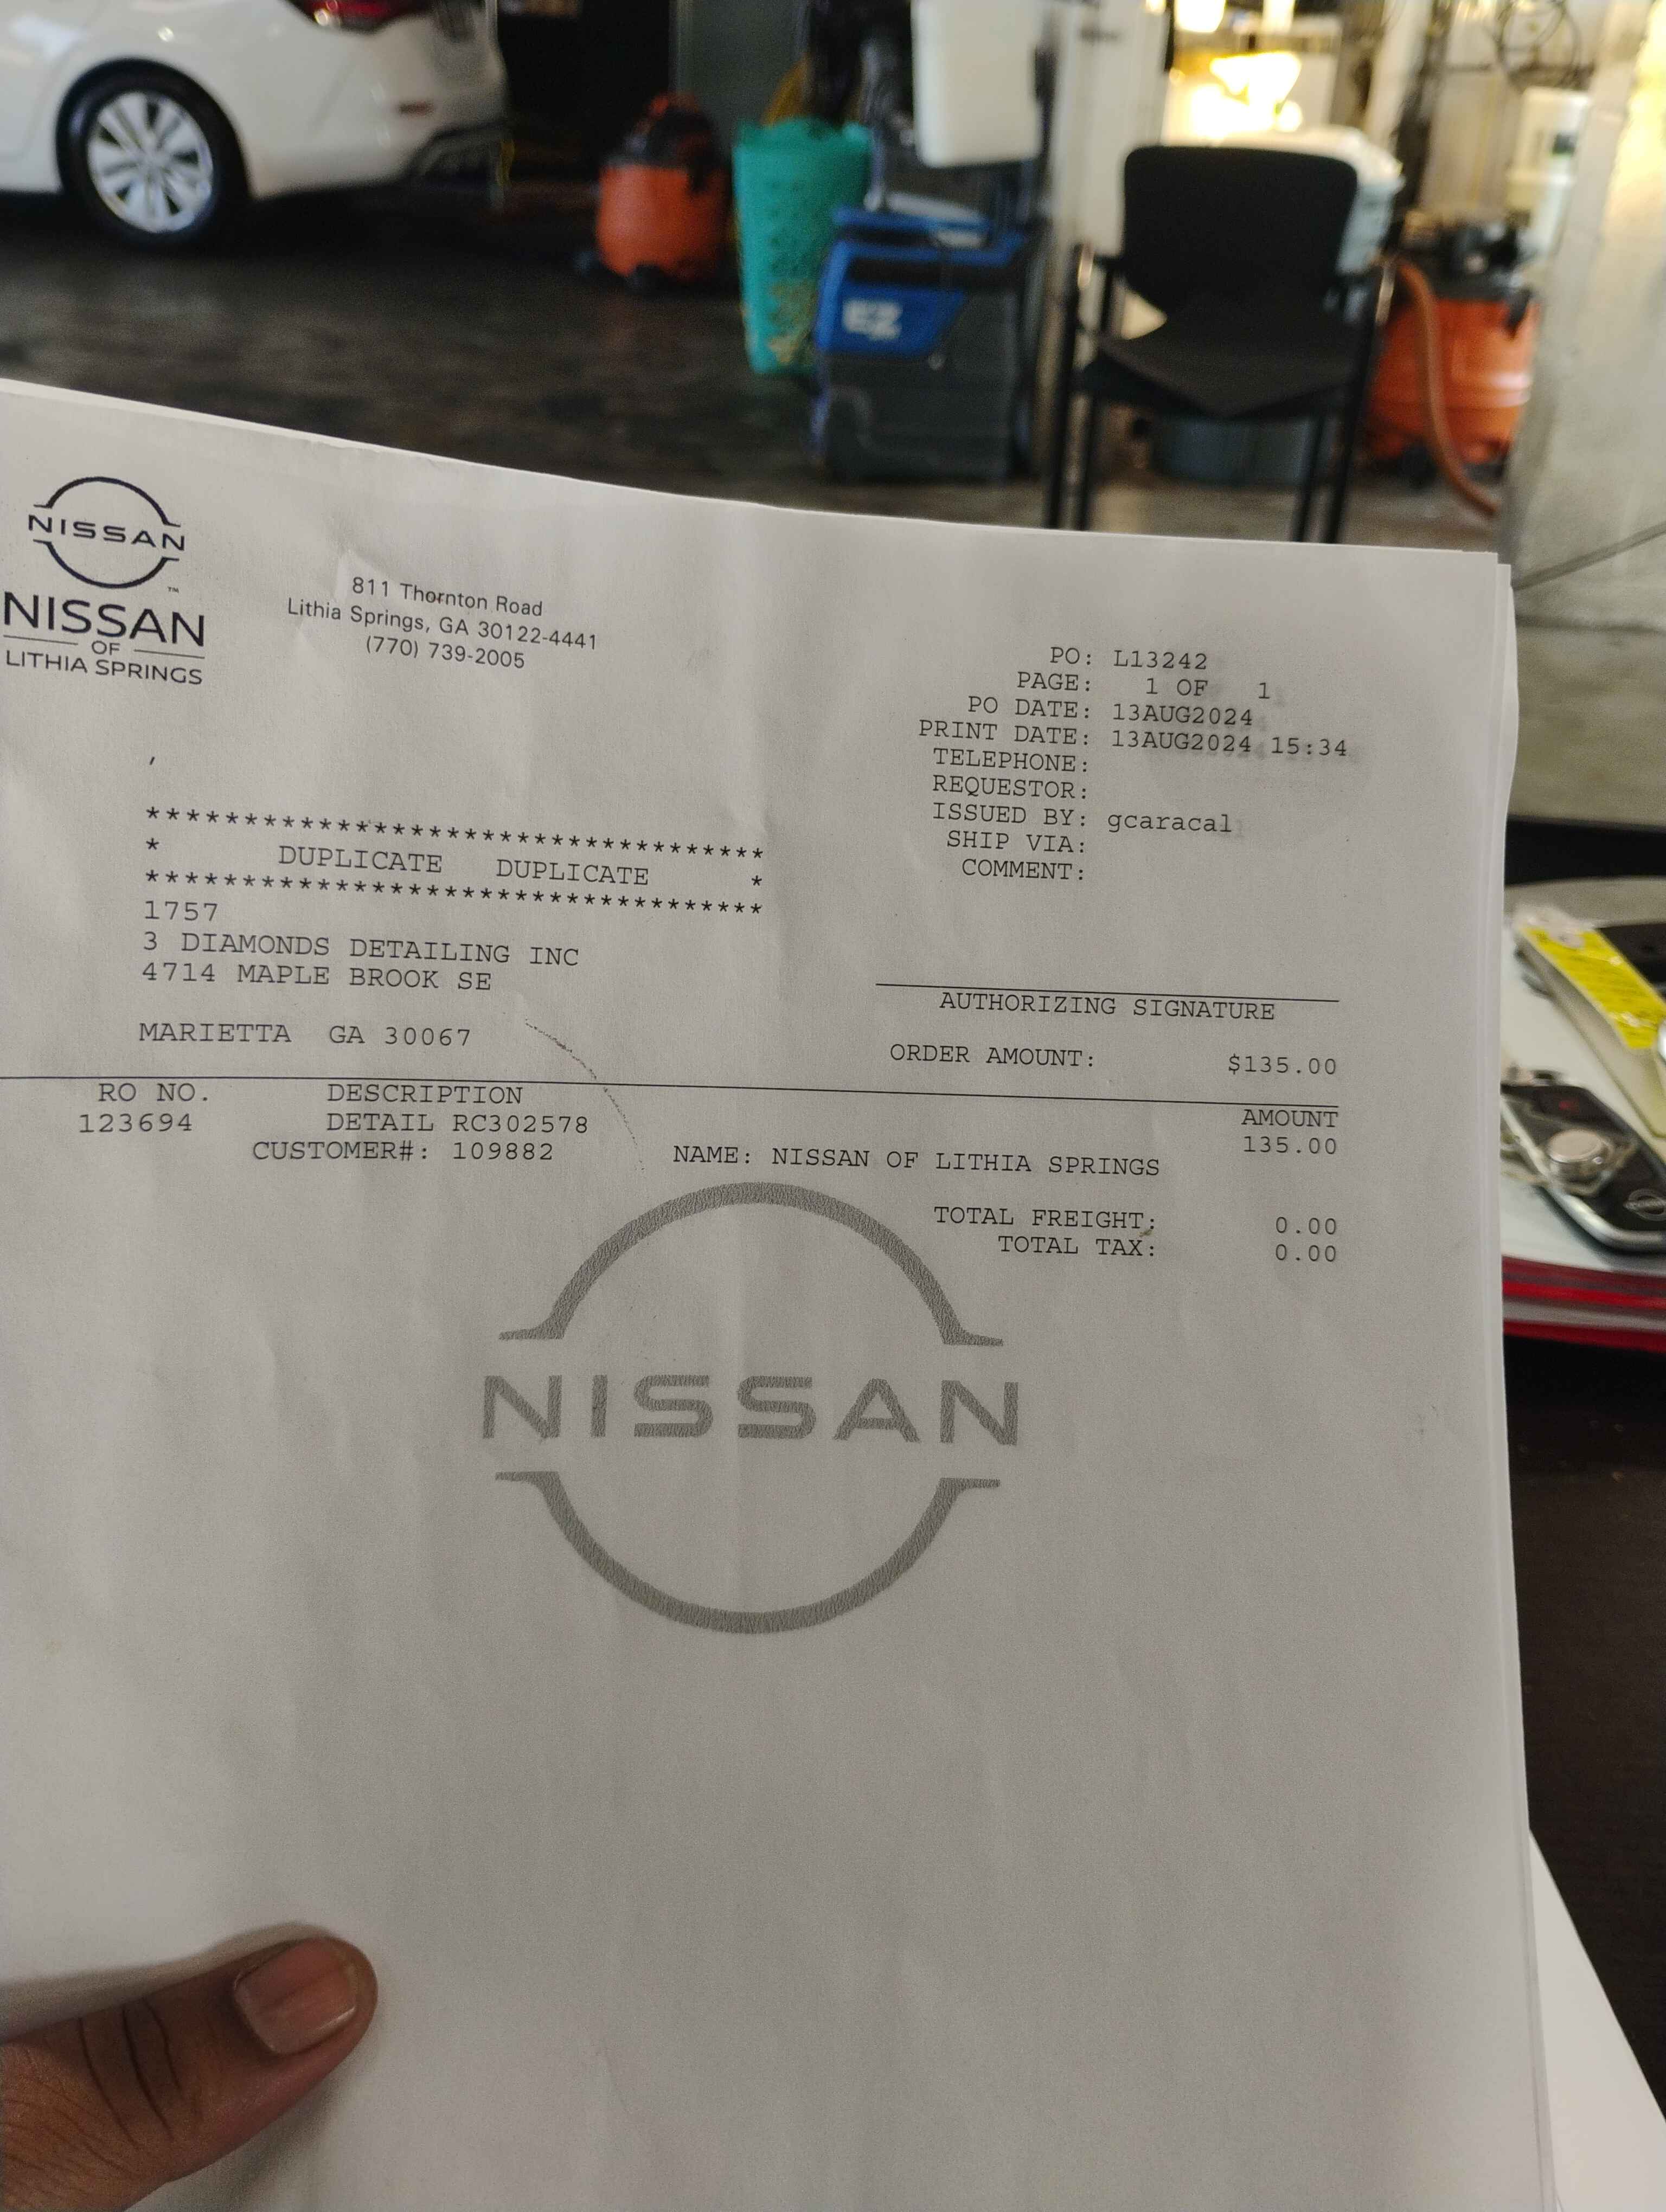 EZ
NISSAN
NISSAN
OF
LITHIA SPRINGS
811 Thornton Road
Lithia Springs, GA 30122-4441
(770) 739-2005
PO: L13242
PAGE: 1 OF 1
PO DATE: 13AUG2024
PRINT DATE: 13AUG2024 15:34
TELEPHONE:
REQUESTOR:
ISSUED BY: gcaracal
SHIP VIA:
COMMENT:
***********************************
* DUPLICATE DUPLICATE *
***********************************
1757
3 DIAMONDS DETAILING INC
4714 MAPLE BROOK SE
MARIETTA GA 30067
AUTHORIZING SIGNATURE
ORDER AMOUNT: $135.00
RO NO. DESCRIPTION AMOUNT
123694 DETAIL RC302578 135.00
CUSTOMER#: 109882 NAME: NISSAN OF LITHIA SPRINGS
TOTAL FREIGHT: 0.00
TOTAL TAX: 0.00
NISSAN